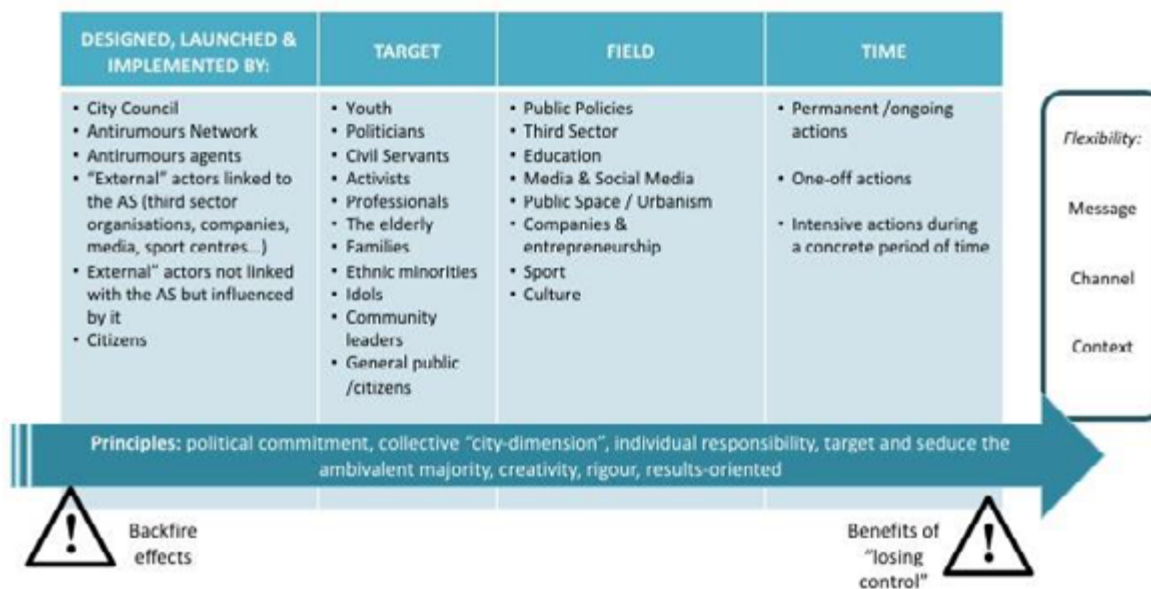 DESIGNED, LAUNCHED &
IMPLEMENTED BY:
TARGET
FIELD
TIME
• City Council
• Antirumours Network
• Antirumours agents
• "External" actors linked to
the AS (third sector
organisations, companies,
media, sport centres...)
• External" actors not linked
with the AS but influenced
by it
• Citizens
• Youth
• Politicians
• Civil Servants
• Activists
• Professionals
• The elderly
• Families
• Ethnic minorities
• Idols
• Community
leaders
• General public
/citizens
• Public Policies
• Third Sector
• Education
• Media & Social Media
• Public Space / Urbanism
• Companies &
entrepreneurship
• Sport
• Culture
• Permanent /ongoing
actions
• One-off actions
• Intensive actions during
a concrete period of time
Flexibility:
Message
Channel
Context
Principles: political commitment, collective "city-dimension", individual responsibility, target and seduce the
ambivalent majority, creativity, rigour, results-oriented
!
Backfire
effects
Benefits of
"losing
control"
!